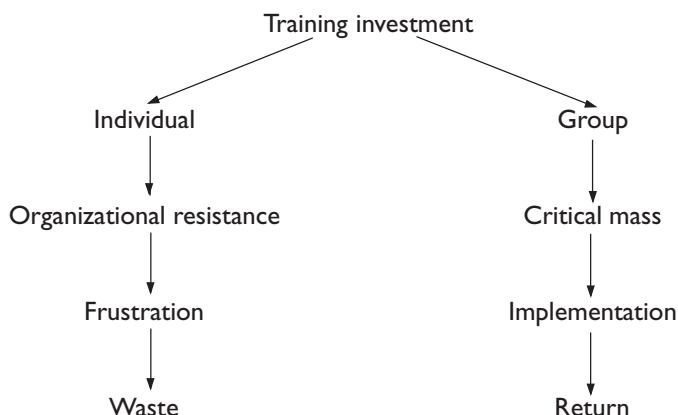 Training investment
Individual
Group
Organizational resistance
Critical mass
Frustration
Implementation
Waste
Return